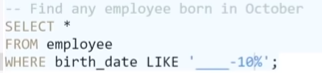 -- Find any employee born in October
SELECT *
FROM employee
WHERE birth_date LIKE '____-10%';